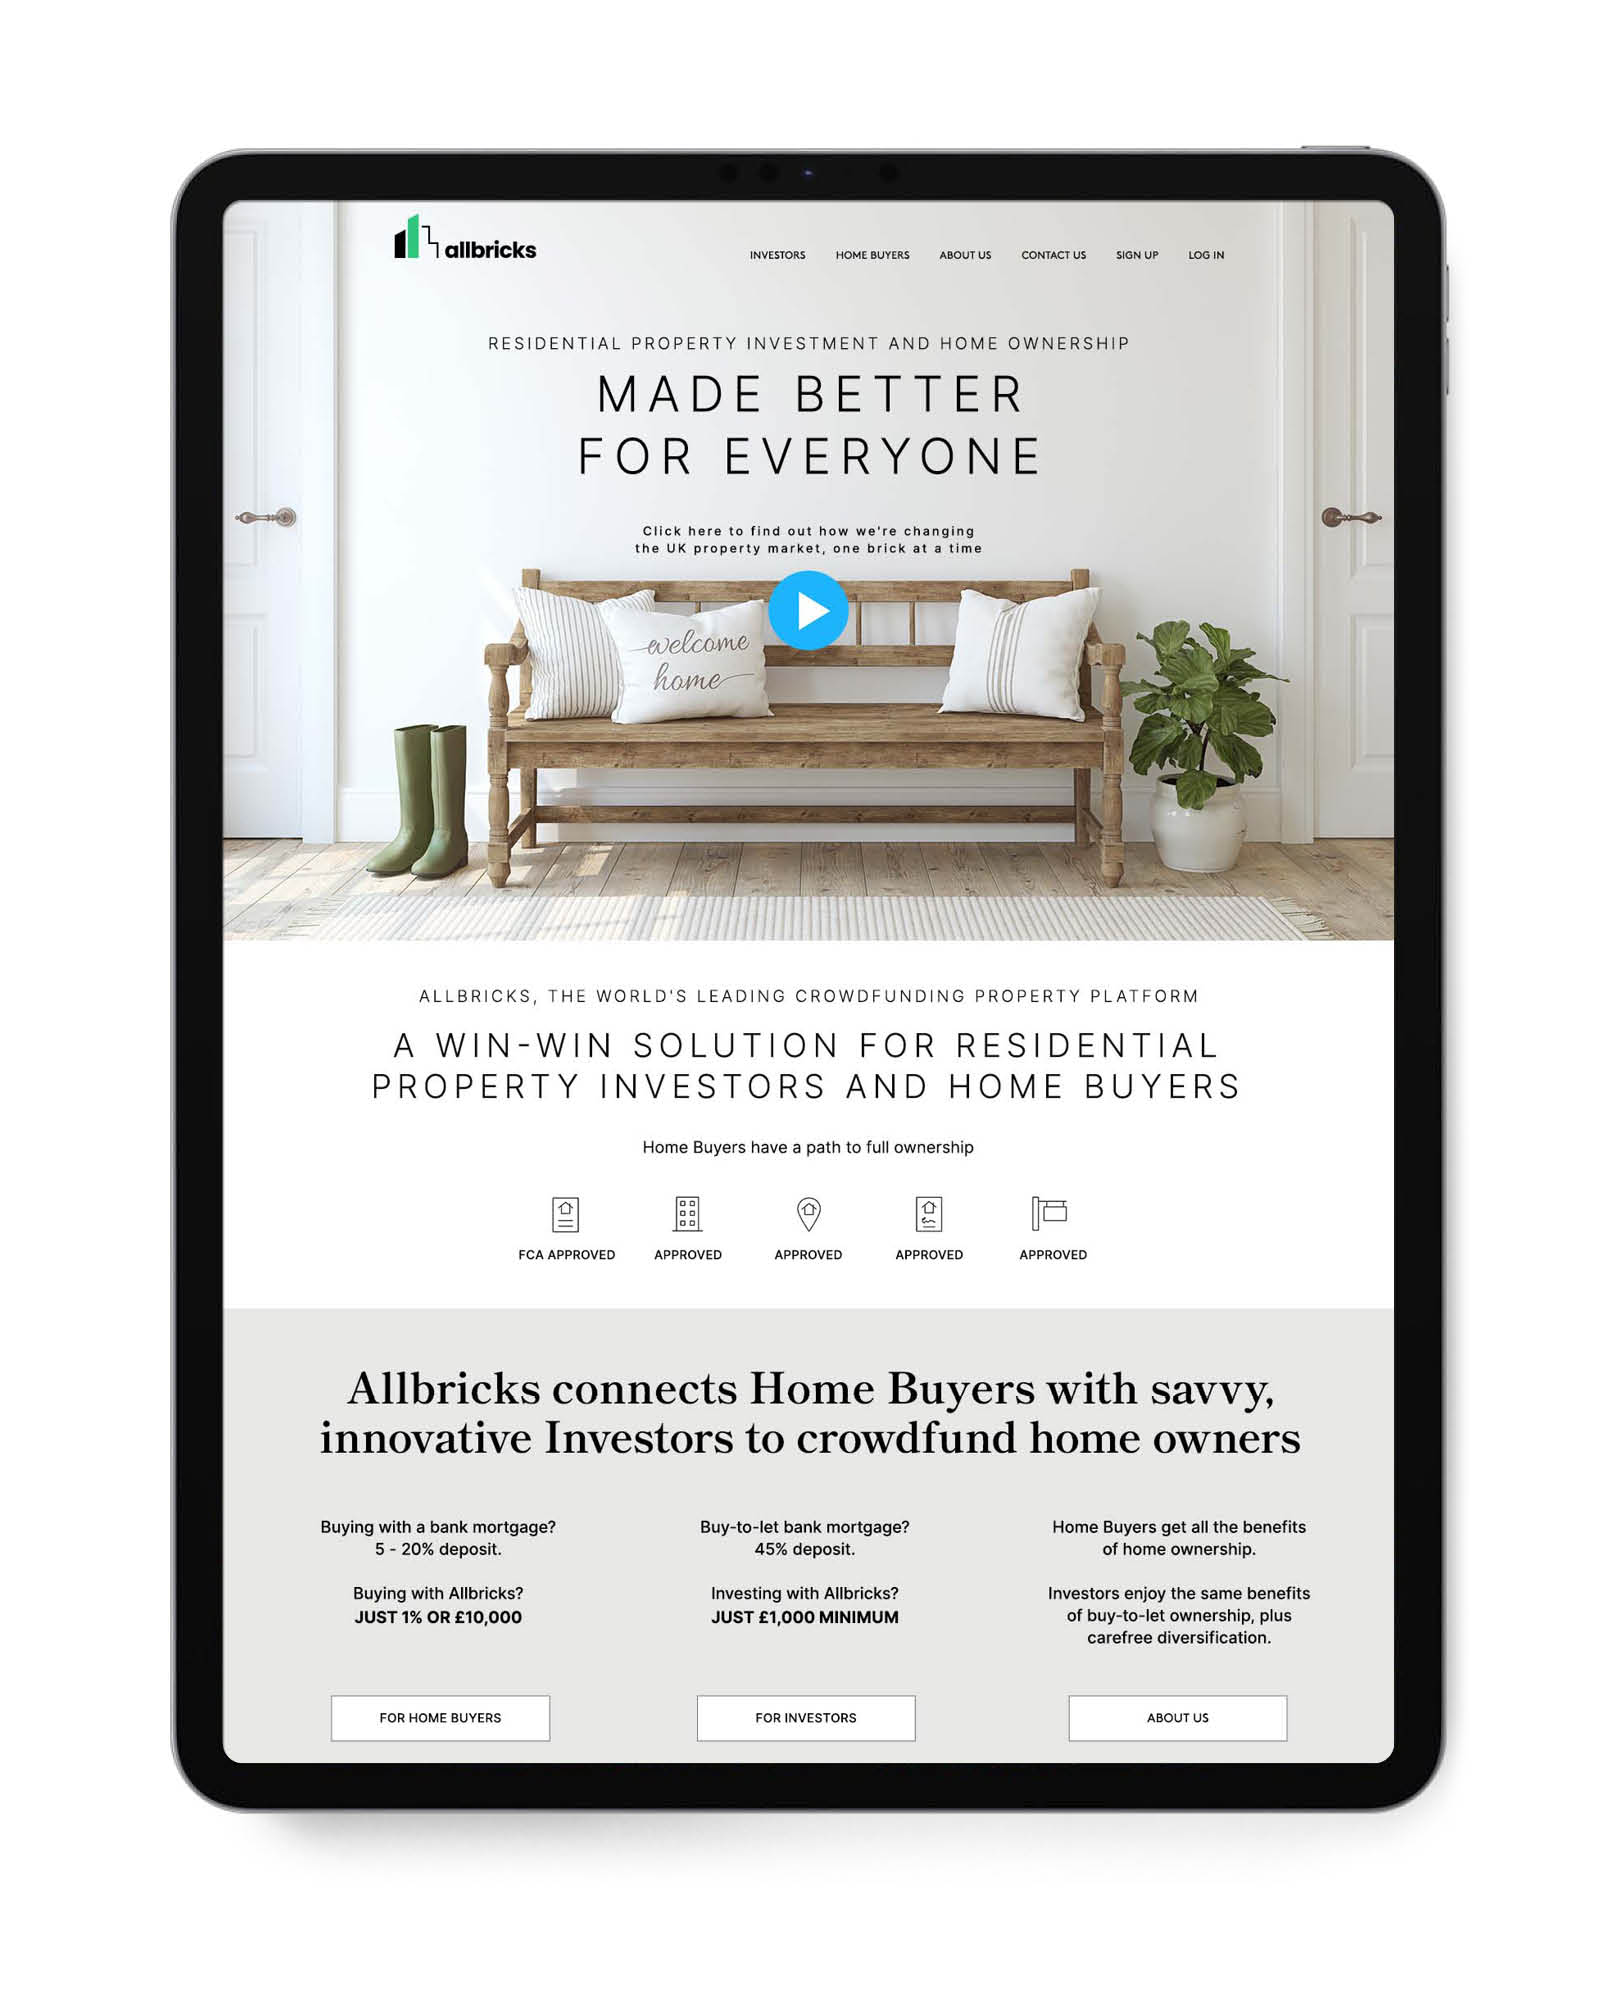 allbricks
INVESTORS HOME BUYERS ABOUT US CONTACT US SIGN UP LOG IN
RESIDENTIAL PROPERTY INVESTMENT AND HOME OWNERSHIP
MADE BETTER
FOR EVERYONE
Click here to find out how we're changing
the UK property market, one brick at a time
welcome
home
ALLBRICKS, THE WORLD'S LEADING CROWDFUNDING PROPERTY PLATFORM
A WIN-WIN SOLUTION FOR RESIDENTIAL
PROPERTY INVESTORS AND HOME BUYERS
Home Buyers have a path to full ownership
FCA APPROVED APPROVED APPROVED APPROVED APPROVED
Allbricks connects Home Buyers with savvy,
innovative Investors to crowdfund home owners
Buying with a bank mortgage?
5 - 20% deposit.
Buying with Allbricks?
JUST 1% OR £10,000
FOR HOME BUYERS
Buy-to-let bank mortgage?
45% deposit.
Investing with Allbricks?
JUST £1,000 MINIMUM
FOR INVESTORS
Home Buyers get all the benefits
of home ownership.
Investors enjoy the same benefits
of buy-to-let ownership, plus
carefree diversification.
ABOUT US